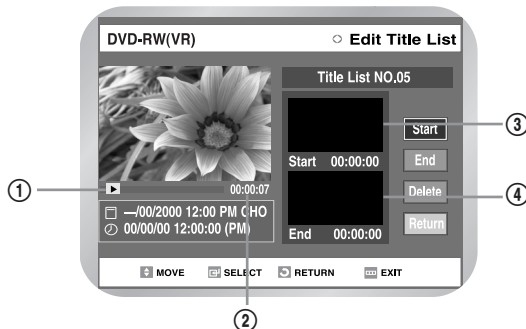 DVD-RW(VR)
Edit Title List
Title List NO.05
Start 00:00:00
End 00:00:00
Start
End
Delete
Return
00:00:07
—/00/2000 12:00 PM CHO
00/00/00 12:00:00 (PM)
MOVE SELECT RETURN EXIT
①
②
③
④